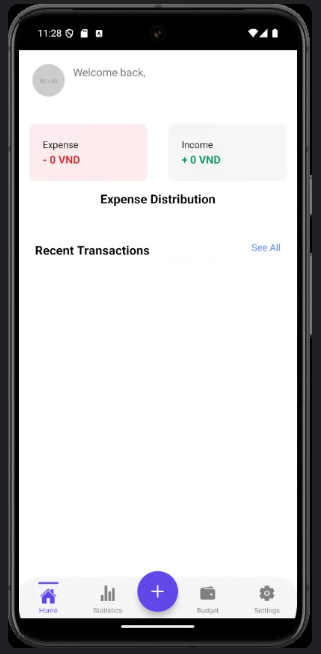 11:28
Welcome back,
Expense
Income
- 0 VND
+ 0 VND
Expense Distribution
Recent Transactions
See All
Home
Statistics
Budget
Settings